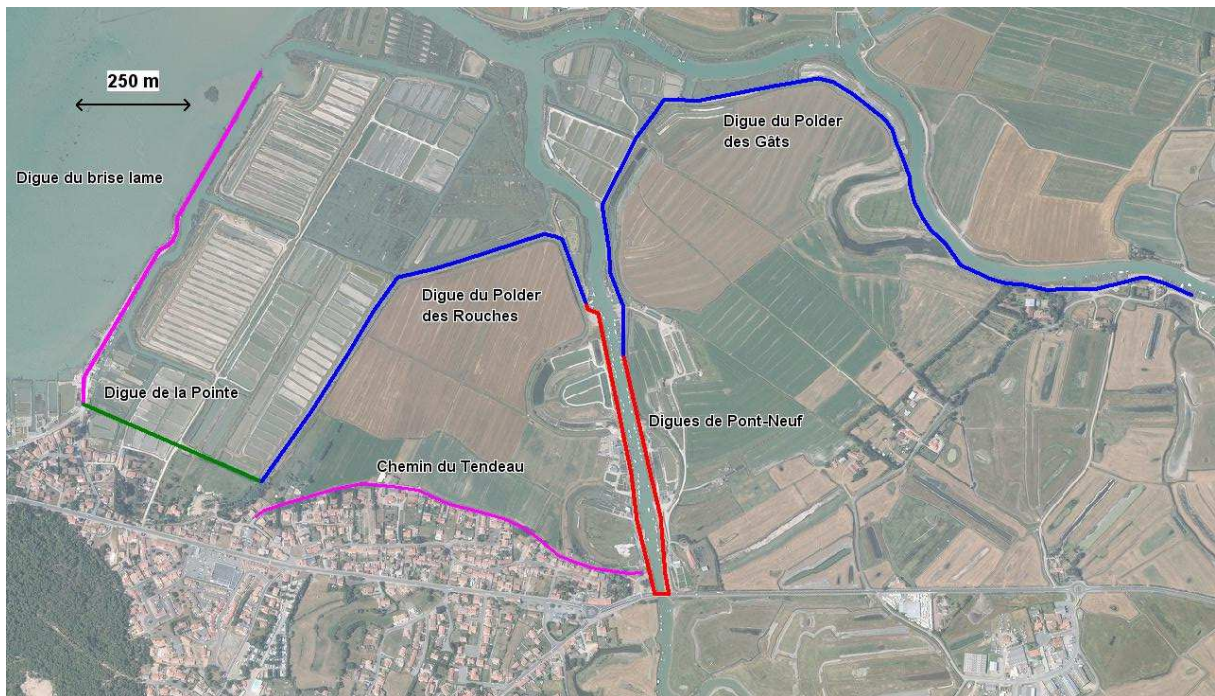 250 m
Digue du Polder
des Gâts
Digue du brise lame
Digue du Polder
des Rouches
Digue de la Pointe
Digues de Pont-Neuf
Chemin du Tendeau